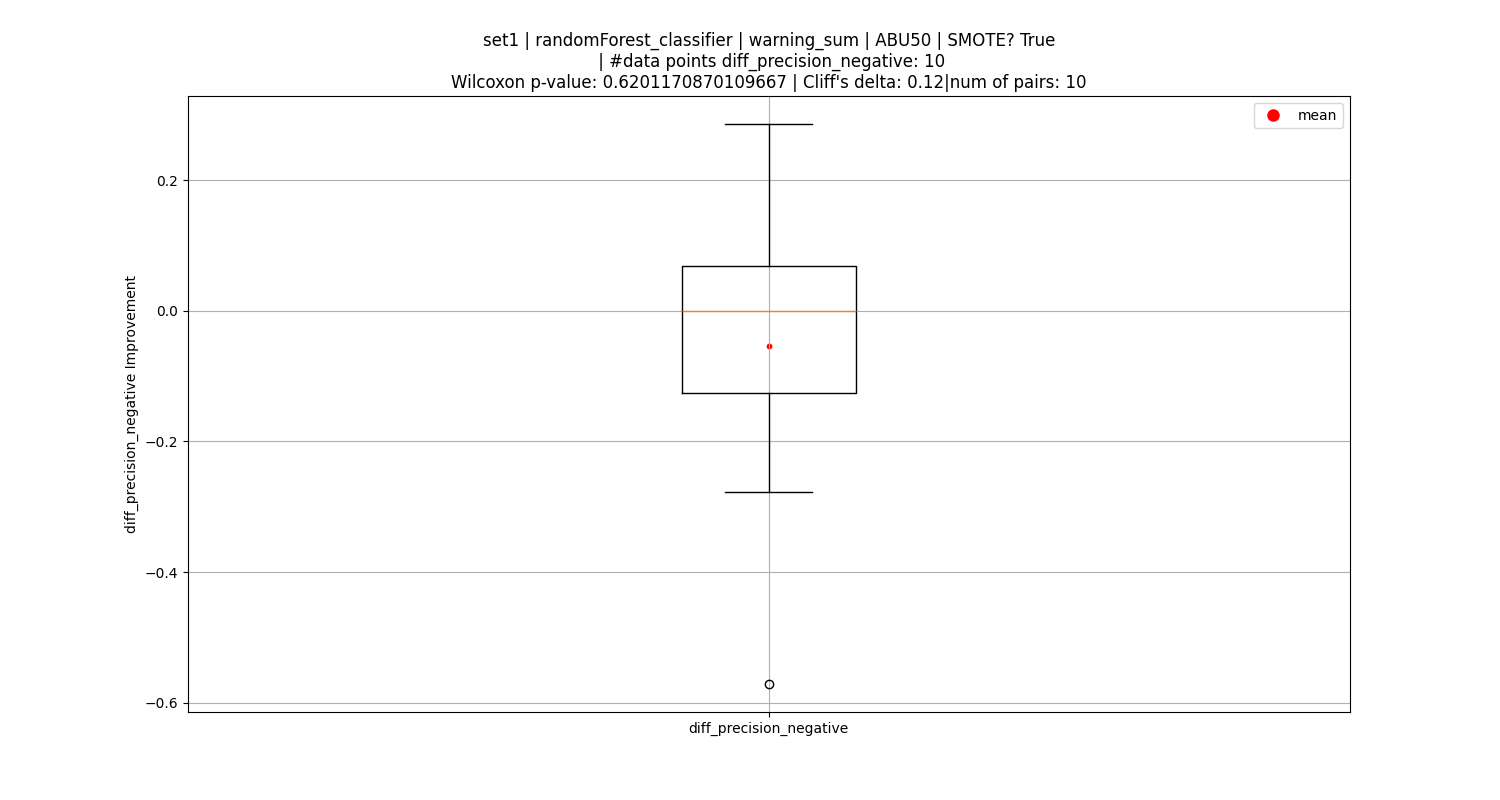 set1 | randomForest_classifier | warning_sum | ABU50 | SMOTE? True
| #data points diff_precision_negative: 10
Wilcoxon p-value: 0.6201170870109667 | Cliff's delta: 0.12|num of pairs: 10
mean
0.2
0.0
−0.2
−0.4
−0.6
diff_precision_negative Improvement
diff_precision_negative